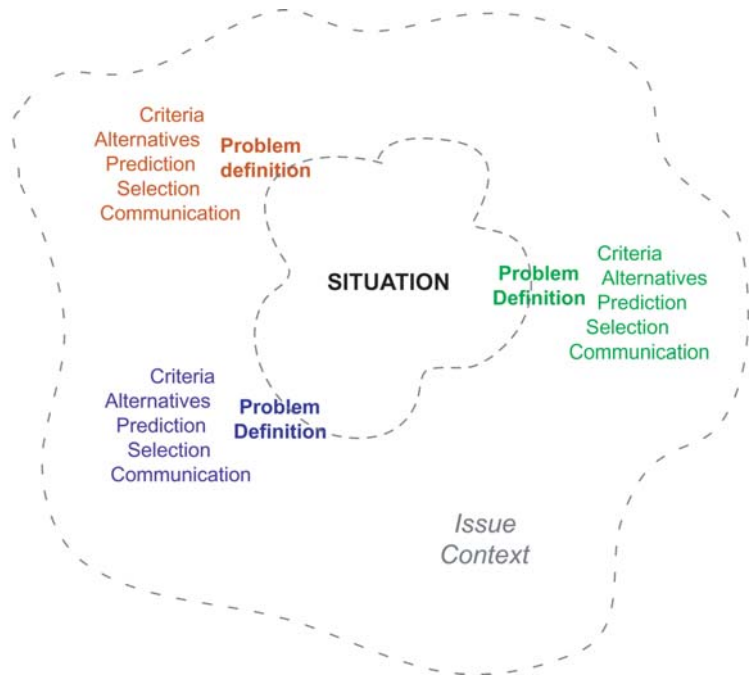 Criteria
Alternatives
Prediction
Selection
Communication
Problem
definition
SITUATION
Problem
Definition
Criteria
Alternatives
Prediction
Selection
Communication
Criteria
Alternatives
Prediction
Selection
Communication
Problem
Definition
Issue
Context